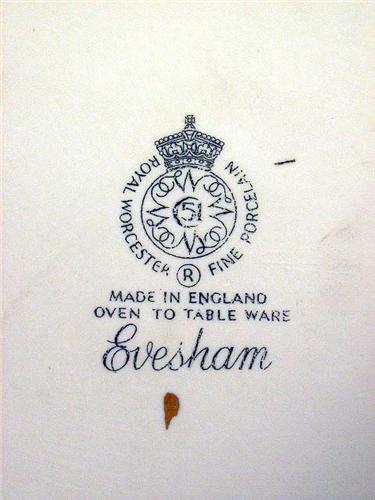 ROYAL WORCESTER FINE PORCELAIN
51
R
MADE IN ENGLAND
OVEN TO TABLE WARE
Evesham